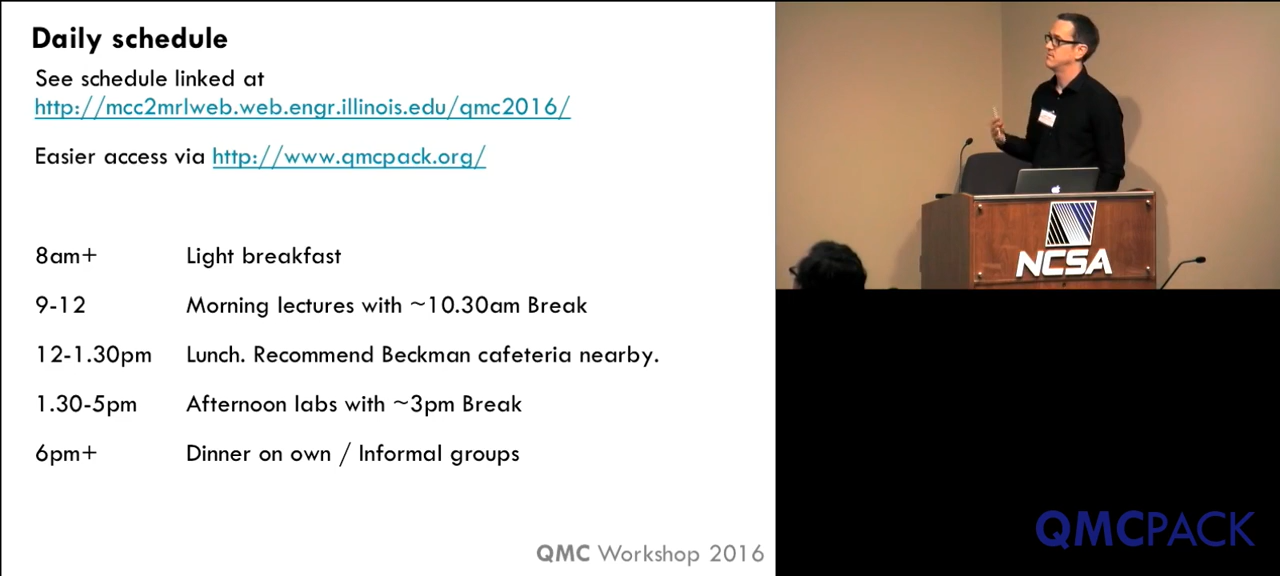 Daily schedule
See schedule linked at
http://mcc2mrlweb.web.engr.illinois.edu/qmc2016/
Easier access via http://www.qmcpack.org/
8am+ Light breakfast
9-12 Morning lectures with ~10.30am Break
12-1.30pm Lunch. Recommend Beckman cafeteria nearby.
1.30-5pm Afternoon labs with ~3pm Break
6pm+ Dinner on own / Informal groups
QMC Workshop 2016
NCSA
QMCPACK